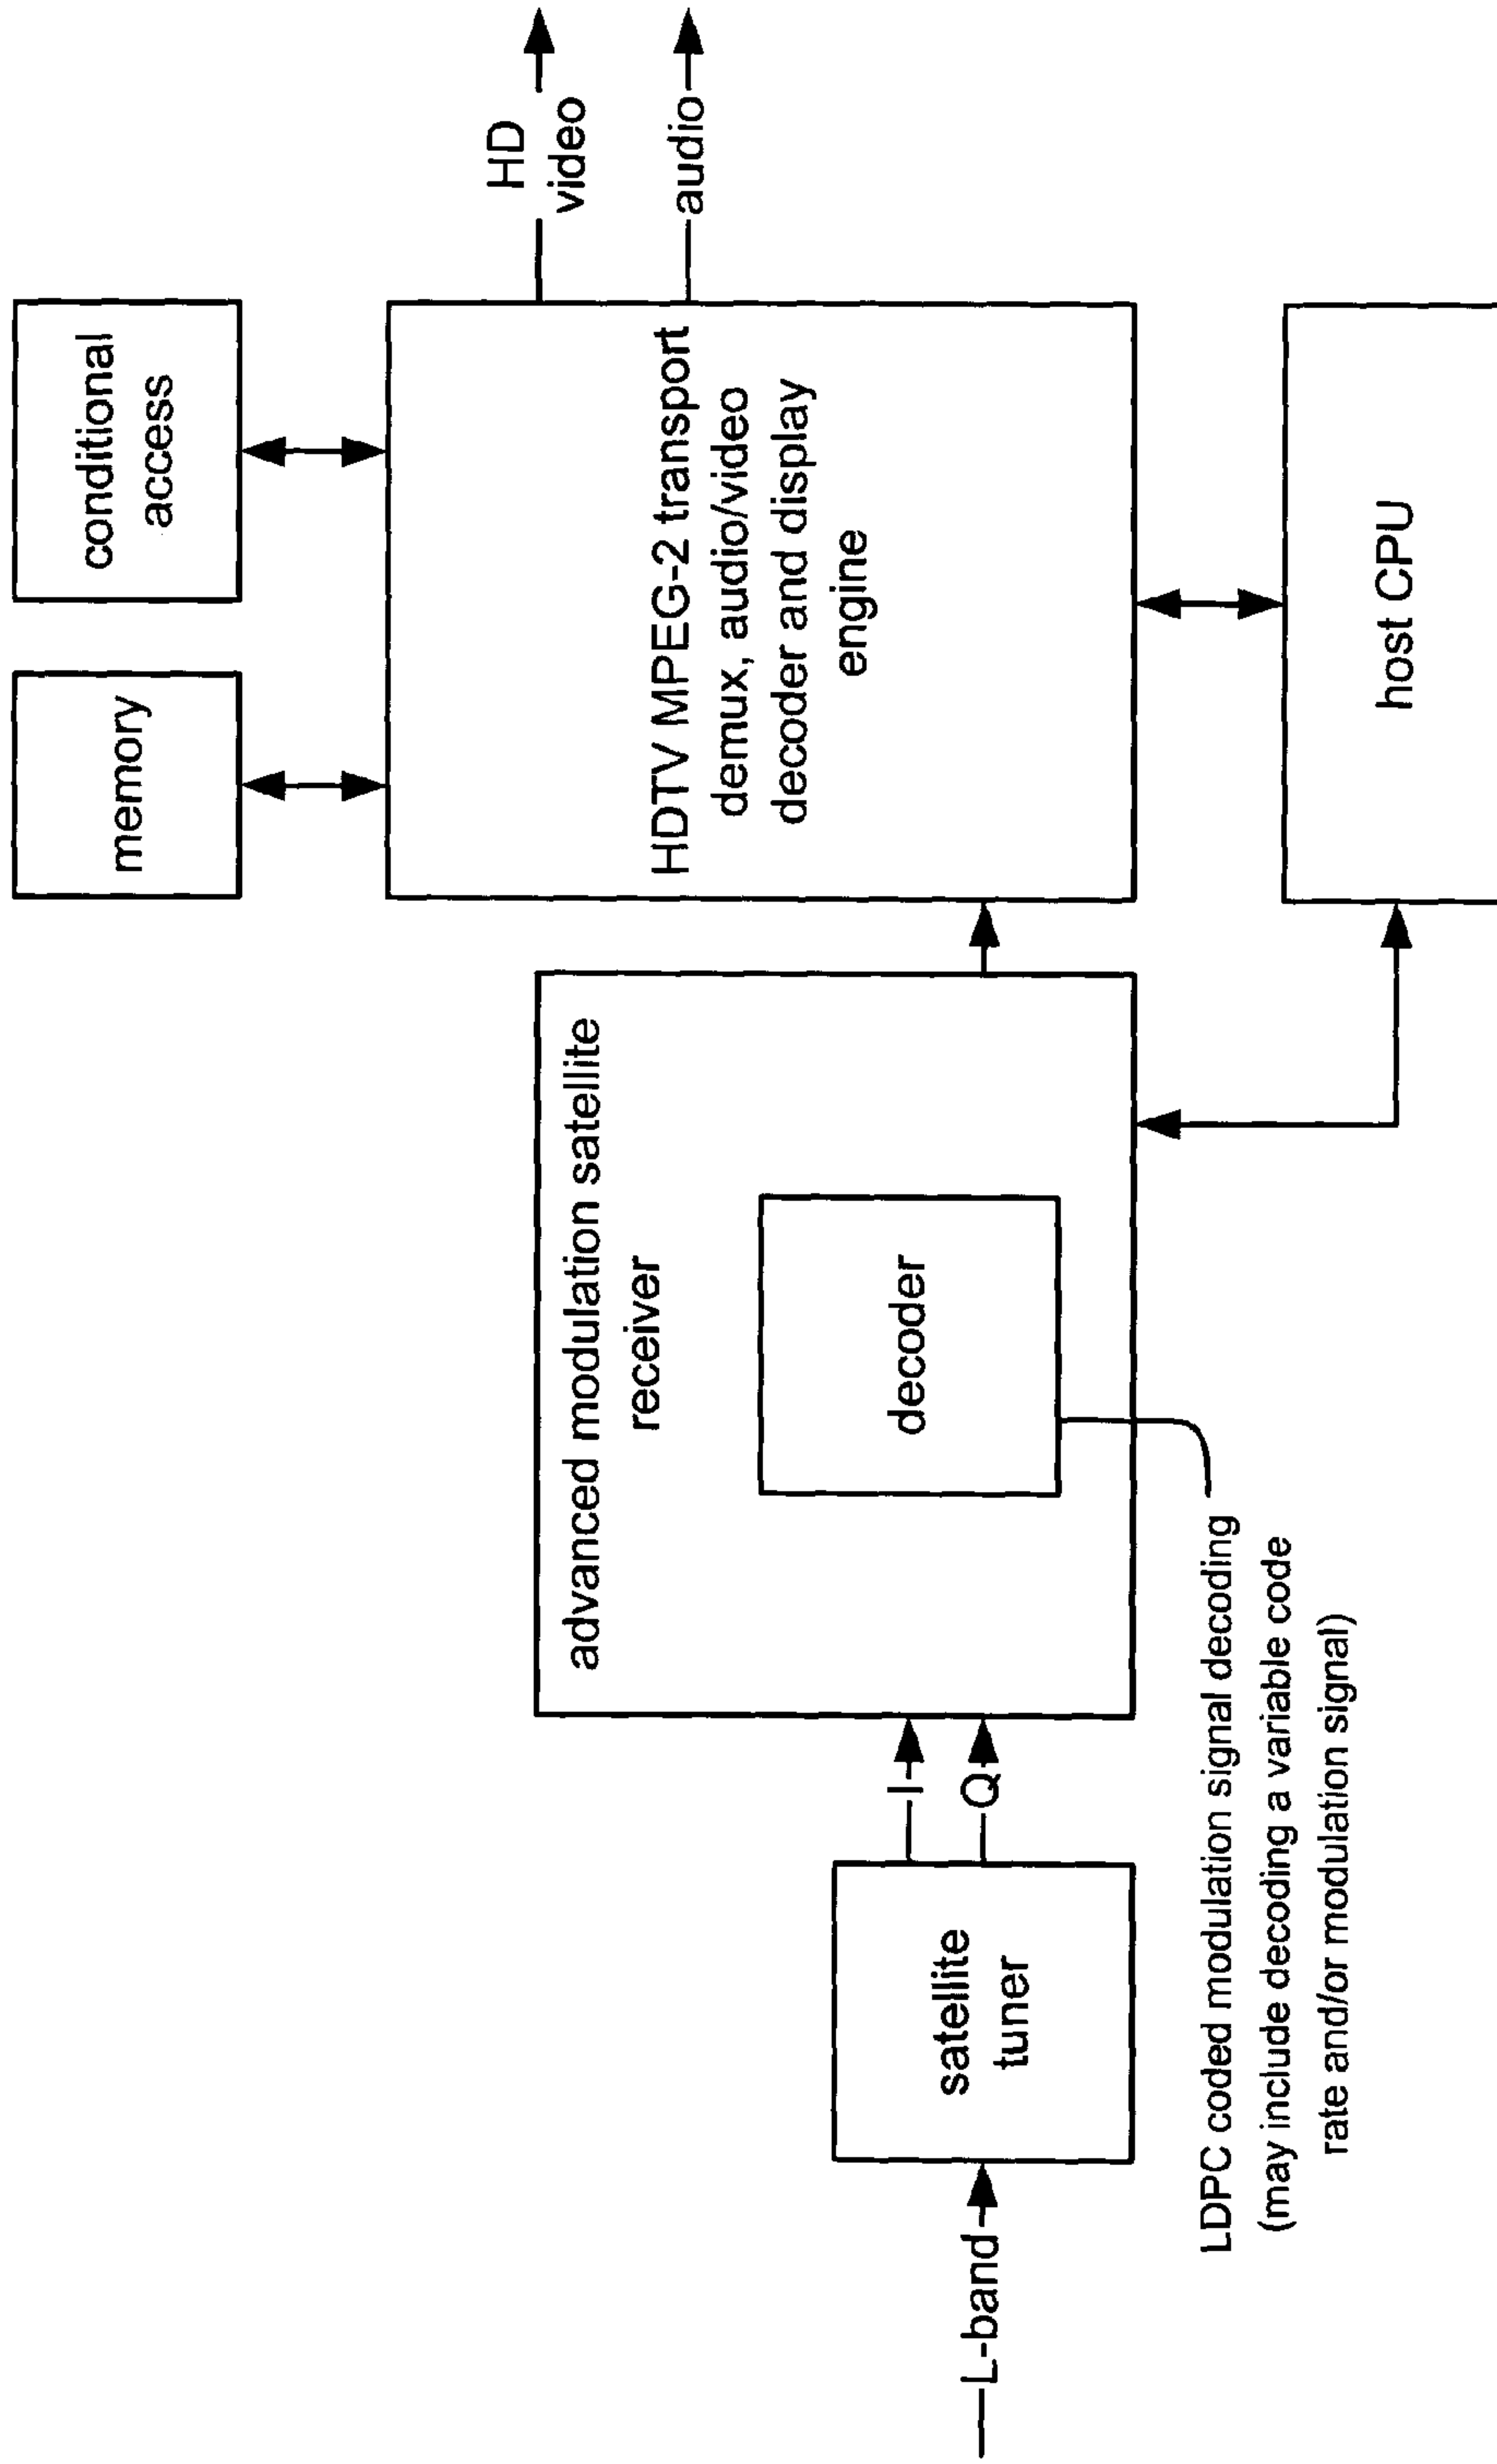 memory
conditional
access
HD
video
audio
HDTV MPEG-2 transport
demux, audio/video
decoder and display
engine
host CPU
advanced modulation satellite
receiver
decoder
I
Q
satellite
tuner
L-band
LDPC coded modulation signal decoding
(may include decoding a variable code
rate and/or modulation signal)